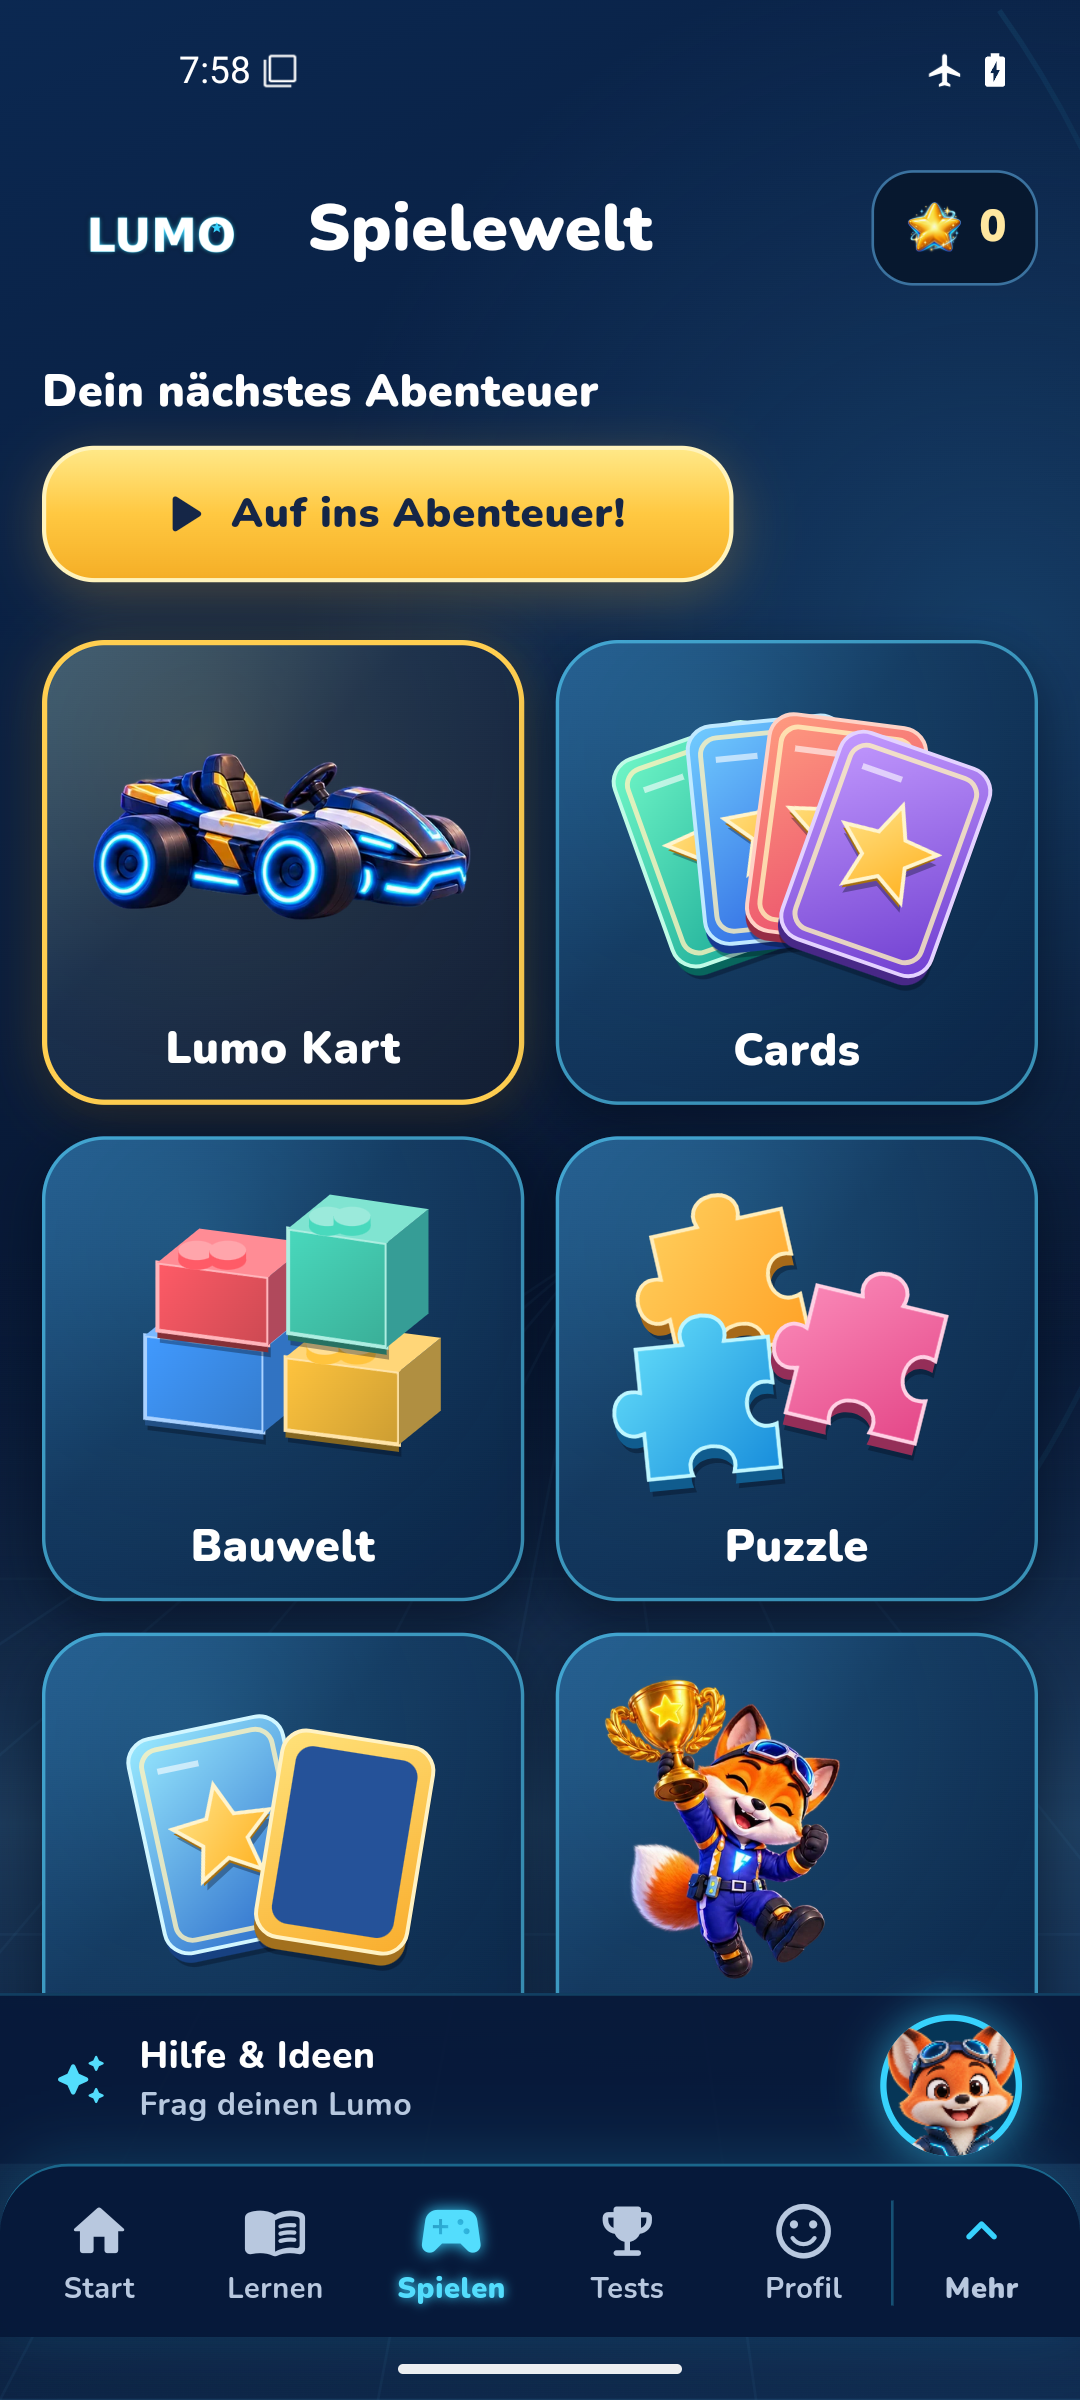 7:58
LUMO
Spielewelt
0
Dein nächstes Abenteuer
Auf ins Abenteuer!
Lumo Kart
Cards
Bauwelt
Puzzle
Hilfe & Ideen
Frag deinen Lumo
Start
Lernen
Spielen
Tests
Profil
Mehr